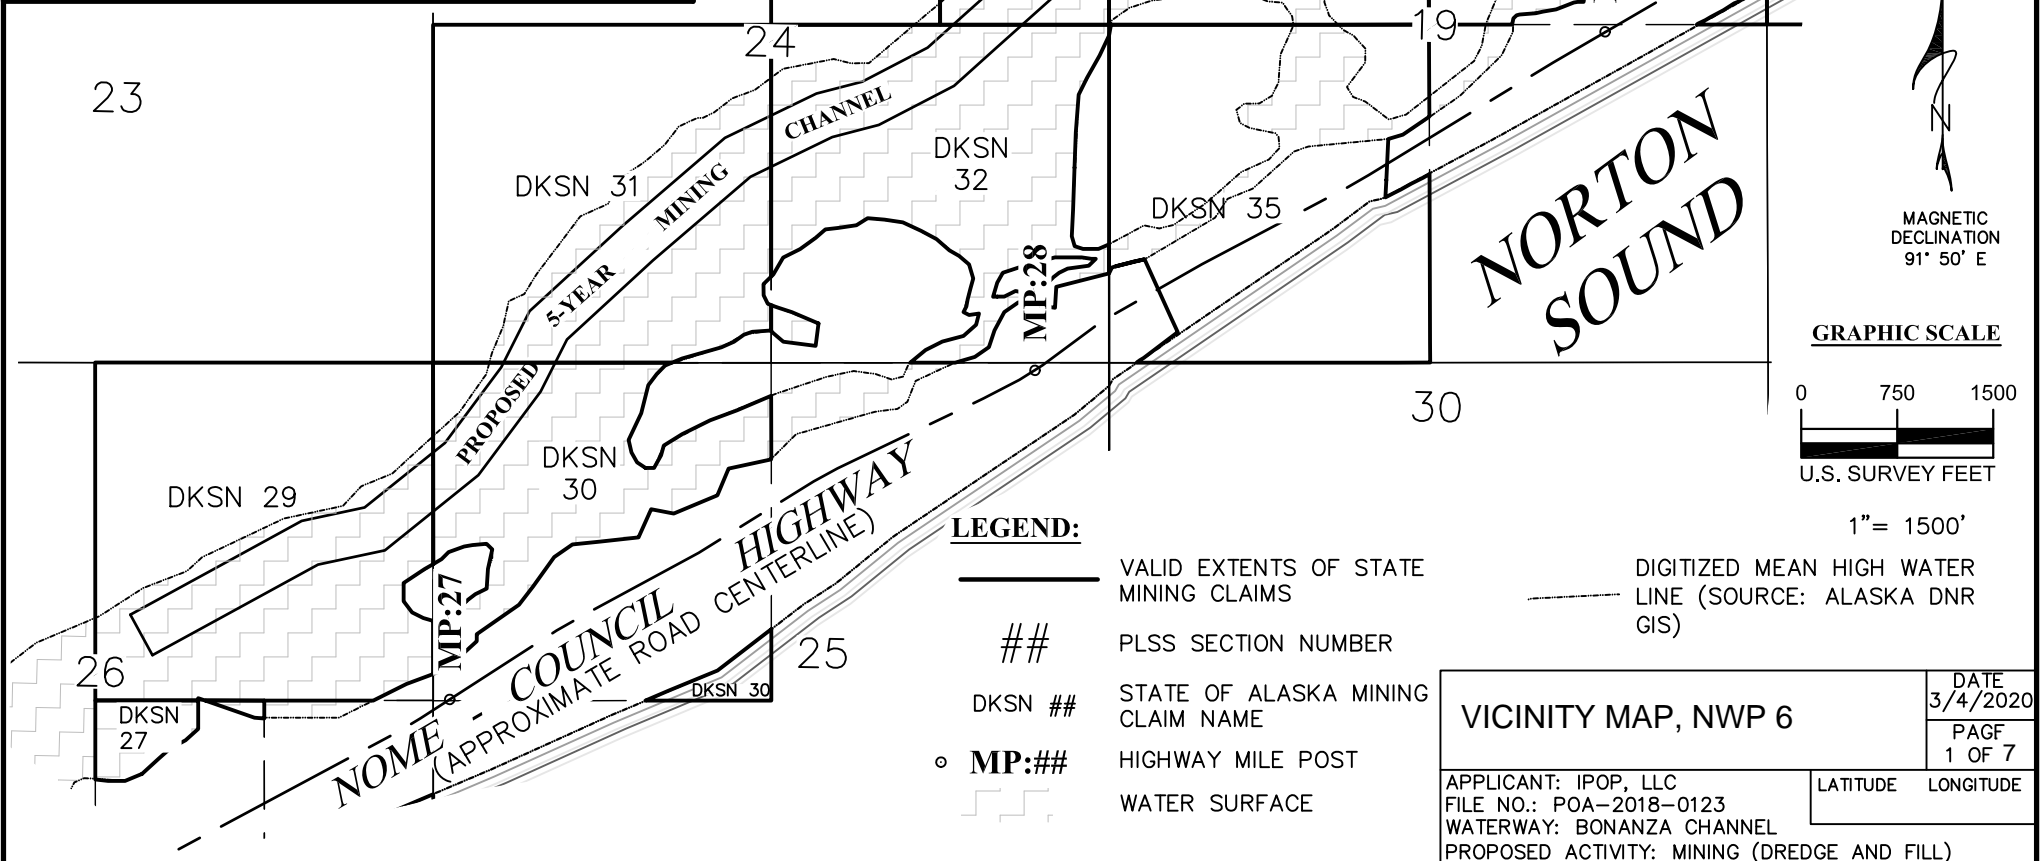 23
24
19
DKSN 31
DKSN
32
DKSN 35
PROPOSED 5-YEAR MINING CHANNEL
MP:28
NORTON
SOUND
N
MAGNETIC
DECLINATION
91° 50' E
GRAPHIC SCALE
0 750 1500
U.S. SURVEY FEET
1"= 1500'
30
DKSN 29
DKSN
30
MP:27
NOME - COUNCIL HIGHWAY
(APPROXIMATE ROAD CENTERLINE)
26
25
DKSN 30
DKSN
27
LEGEND:
VALID EXTENTS OF STATE
MINING CLAIMS
## PLSS SECTION NUMBER
DKSN ## STATE OF ALASKA MINING
CLAIM NAME
MP:## HIGHWAY MILE POST
WATER SURFACE
DIGITIZED MEAN HIGH WATER
LINE (SOURCE: ALASKA DNR
GIS)
VICINITY MAP, NWP 6
DATE
3/4/2020
PAGE
1 OF 7
APPLICANT: IPOP, LLC
FILE NO.: POA-2018-0123
WATERWAY: BONANZA CHANNEL
PROPOSED ACTIVITY: MINING (DREDGE AND FILL)
LATITUDE LONGITUDE